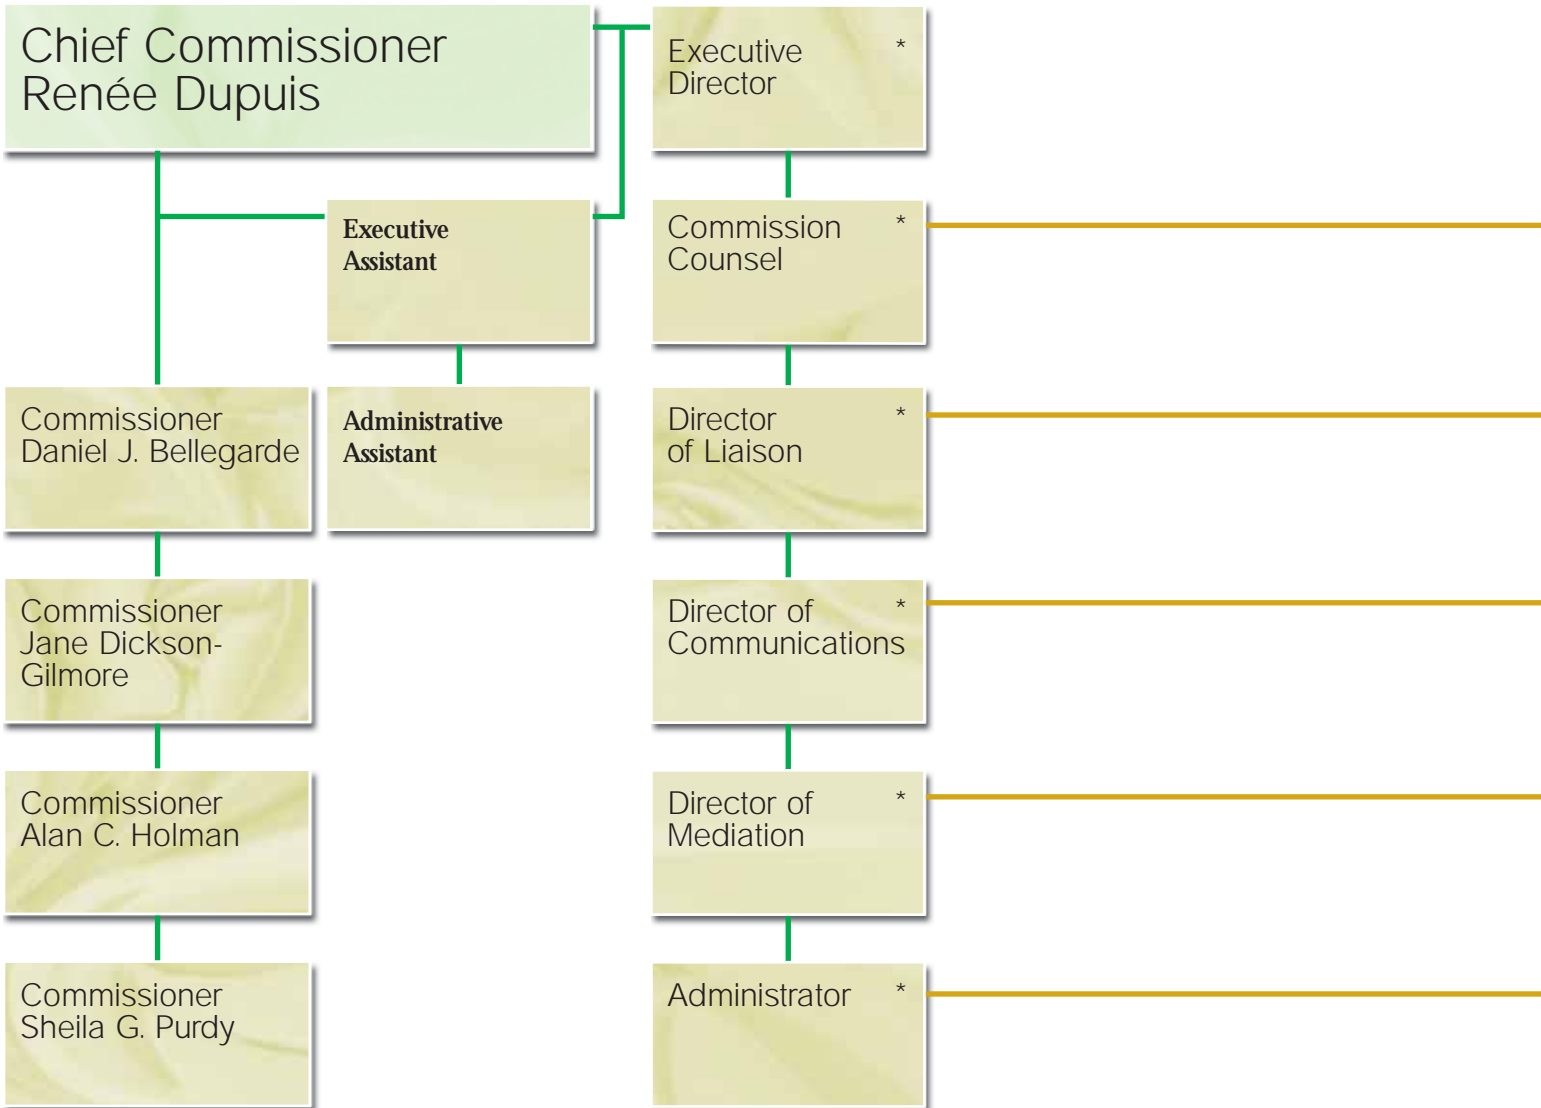 Chief Commissioner
Renée Dupuis
Executive *
Director
Executive
Assistant
Commission *
Counsel
Commissioner
Daniel J. Bellegarde
Administrative
Assistant
Director *
of Liaison
Commissioner
Jane Dickson-
Gilmore
Director of *
Communications
Commissioner
Alan C. Holman
Director of *
Mediation
Commissioner
Sheila G. Purdy
Administrator *